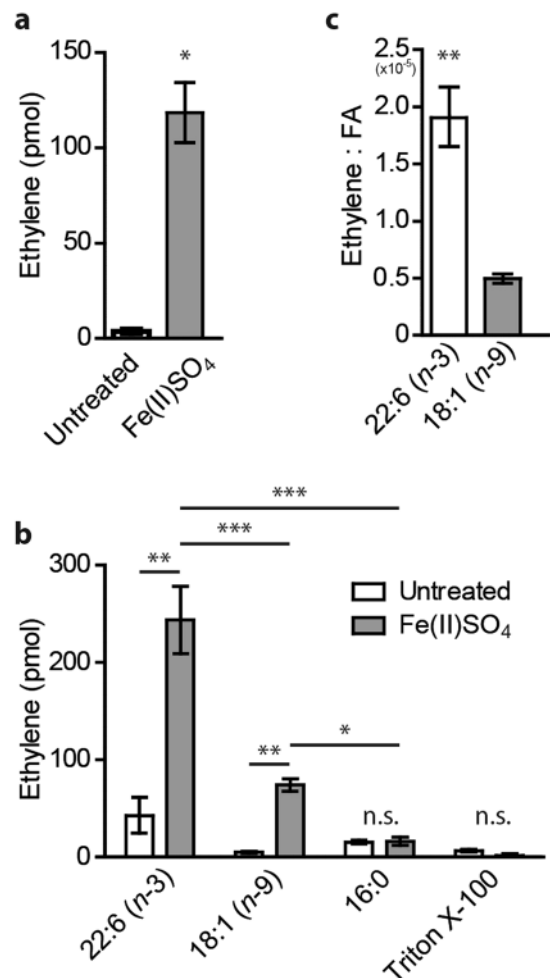 a
Ethylene (pmol)
150
100
50
0
*
Untreated
Fe(II)SO₄
c
Ethylene : FA
2.5
(x10⁻⁵)
2.0
1.5
1.0
0.5
0
**
22:6 (n-3)
18:1 (n-9)
b
Ethylene (pmol)
300
200
100
0
***
***
**
**
*
n.s.
n.s.
Untreated
Fe(II)SO₄
22:6 (n-3)
18:1 (n-9)
16:0
Triton X-100